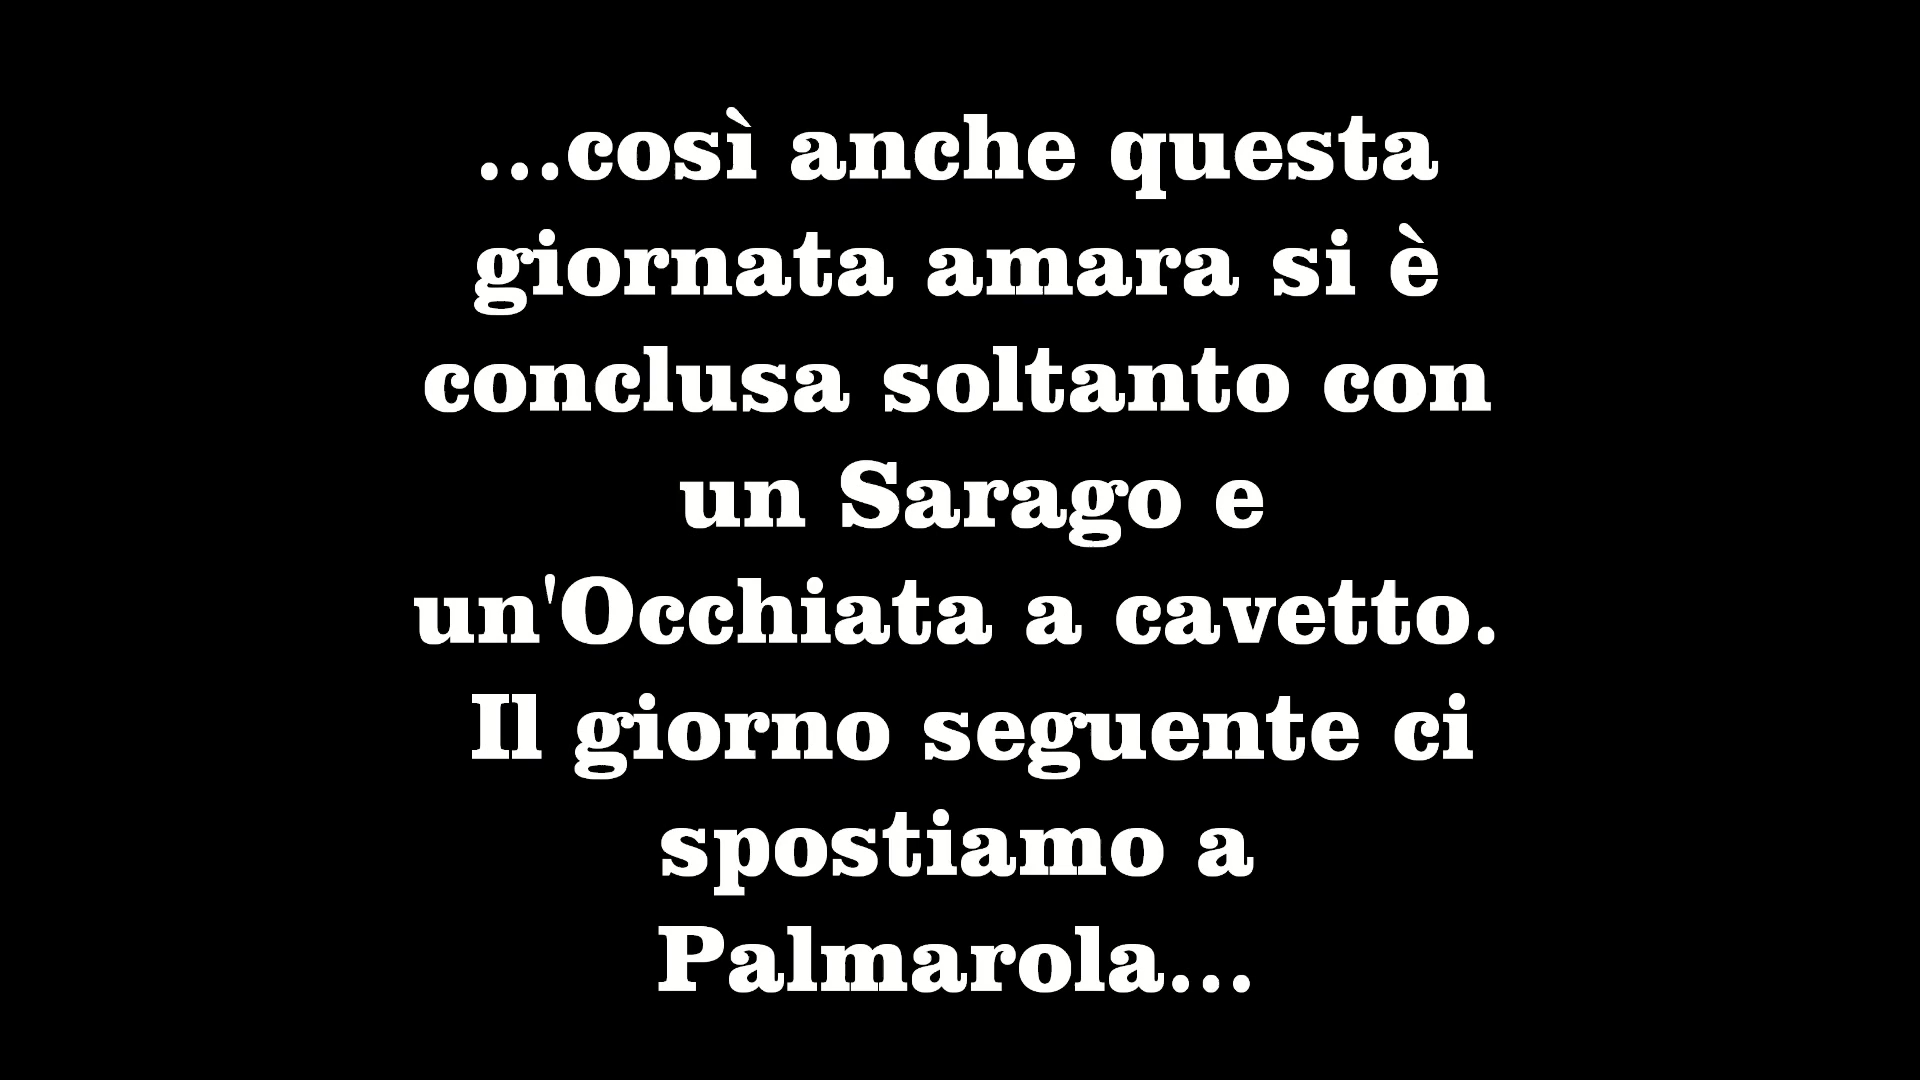 ...così anche questa
giornata amara si è
conclusa soltanto con
un Sarago e
un'Occhiata a cavetto.
Il giorno seguente ci
spostiamo a
Palmarola...